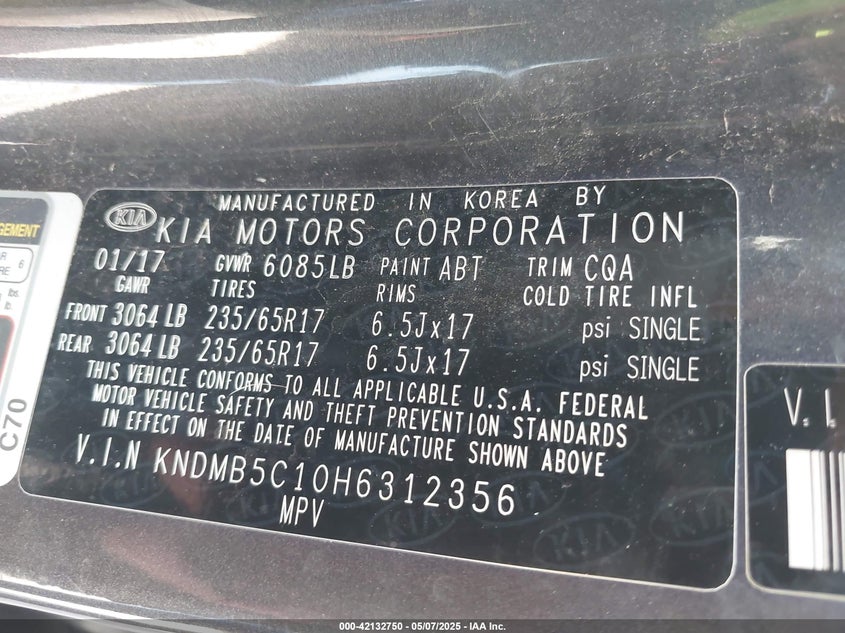 MANUFACTURED IN KOREA BY
KIA KIA MOTORS CORPORATION
01/17 GVWR 6085LB PAINT ABT TRIM CQA
GAWR TIRES RIMS COLD TIRE INFL
FRONT 3064 LB 235/65R17 6.5Jx17 psi SINGLE
REAR 3064 LB 235/65R17 6.5Jx17 psi SINGLE
THIS VEHICLE CONFORMS TO ALL APPLICABLE U.S.A. FEDERAL
MOTOR VEHICLE SAFETY AND THEFT PREVENTION STANDARDS
IN EFFECT ON THE DATE OF MANUFACTURE SHOWN ABOVE
V.I.N KNDMB5C10H6312356
MPV
C70
V.I.
000-42132750 - 05/07/2025 - IAA Inc.